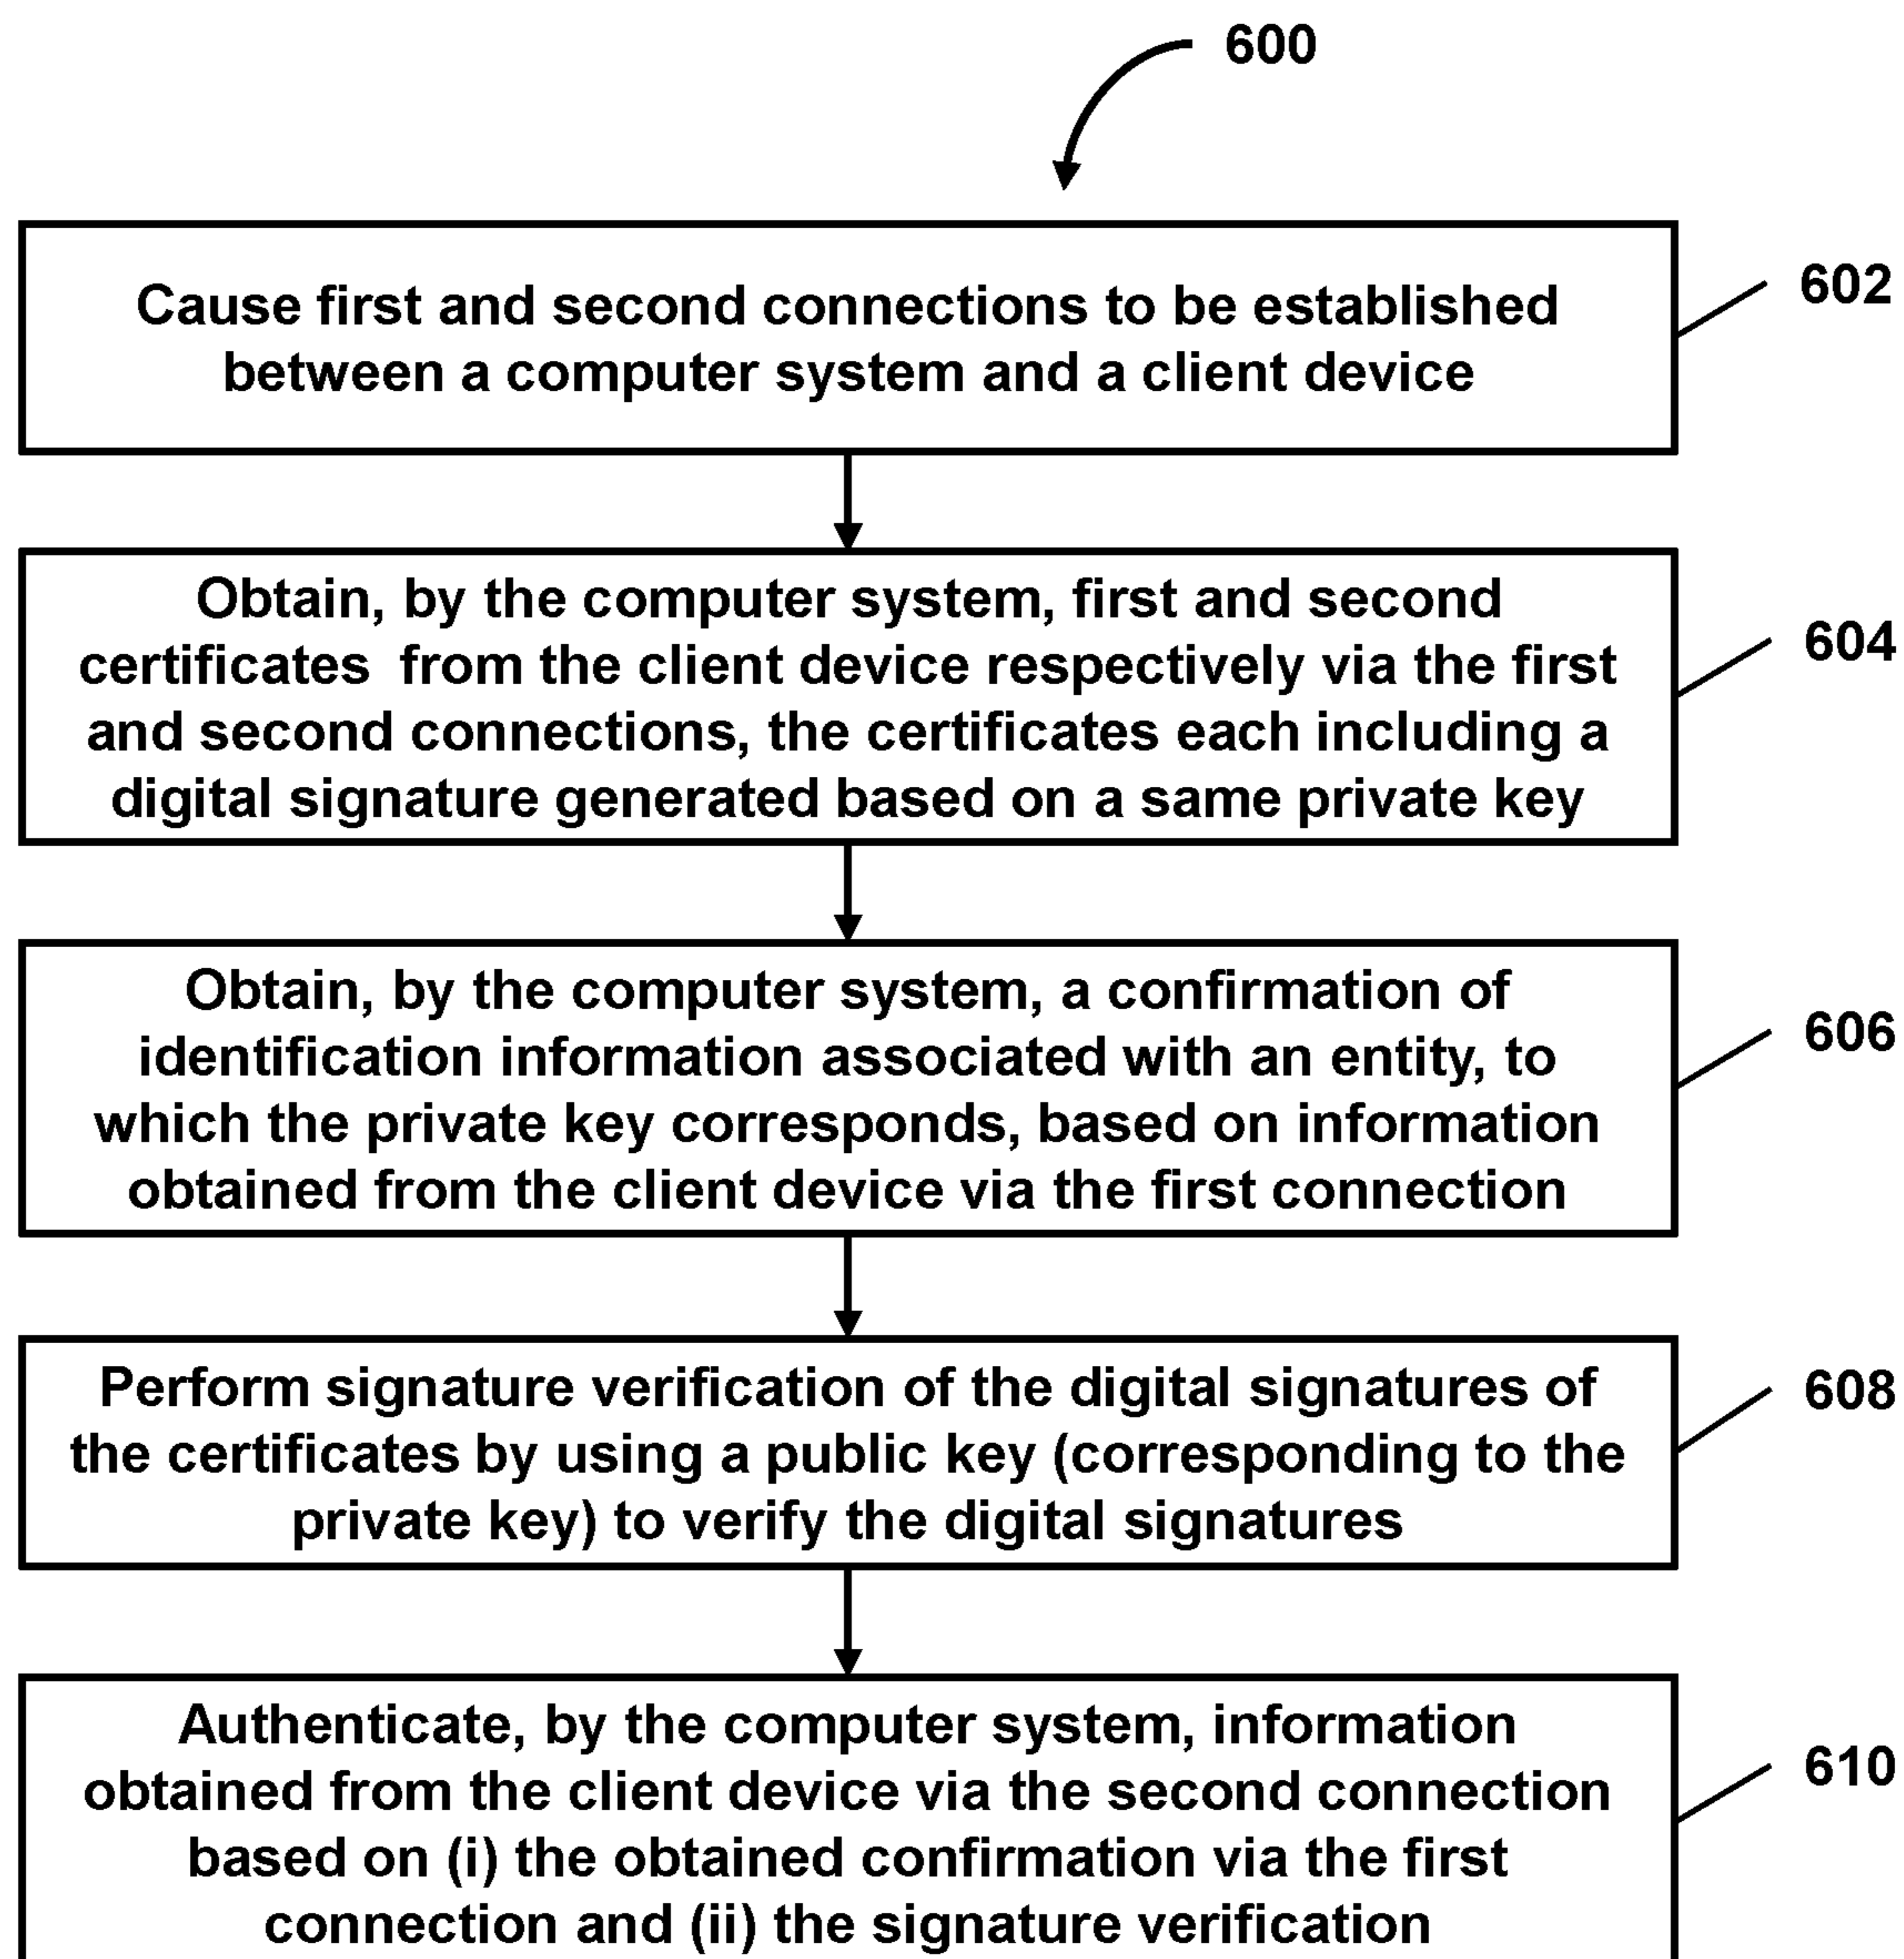 600
Cause first and second connections to be established
between a computer system and a client device
602
Obtain, by the computer system, first and second
certificates from the client device respectively via the first
and second connections, the certificates each including a
digital signature generated based on a same private key
604
Obtain, by the computer system, a confirmation of
identification information associated with an entity, to
which the private key corresponds, based on information
obtained from the client device via the first connection
606
Perform signature verification of the digital signatures of
the certificates by using a public key (corresponding to the
private key) to verify the digital signatures
608
Authenticate, by the computer system, information
obtained from the client device via the second connection
based on (i) the obtained confirmation via the first
connection and (ii) the signature verification
610